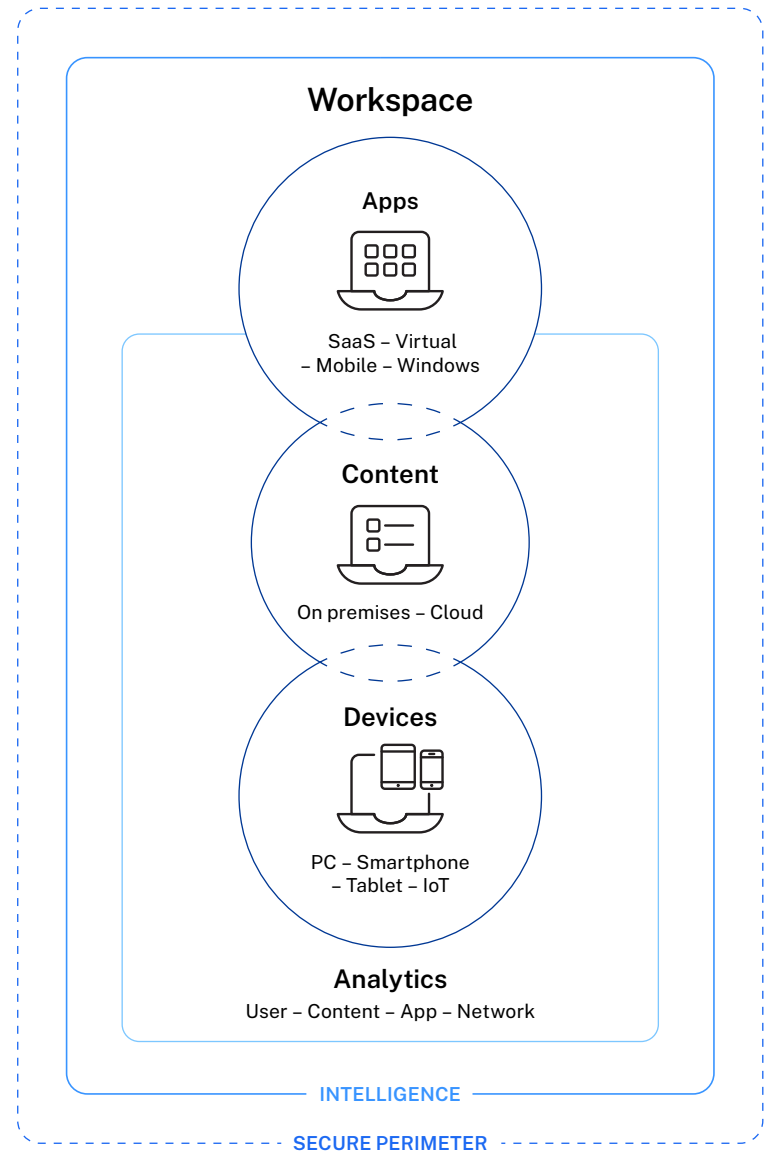 Workspace
Apps
SaaS – Virtual
– Mobile – Windows
Content
On premises – Cloud
Devices
PC – Smartphone
– Tablet – IoT
Analytics
User – Content – App – Network
INTELLIGENCE
SECURE PERIMETER